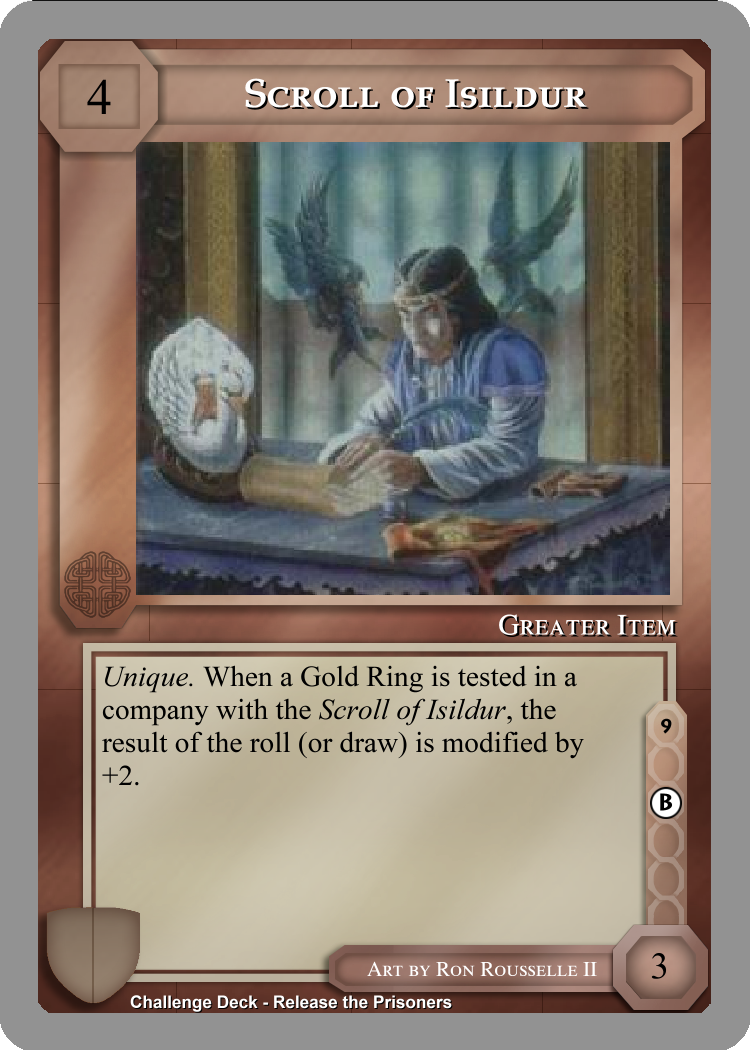 4
Scroll of Isildur
Greater Item
Unique. When a Gold Ring is tested in a
company with the Scroll of Isildur, the
result of the roll (or draw) is modified by
+2.
9
B
Art by Ron Rousselle II
3
Challenge Deck - Release the Prisoners